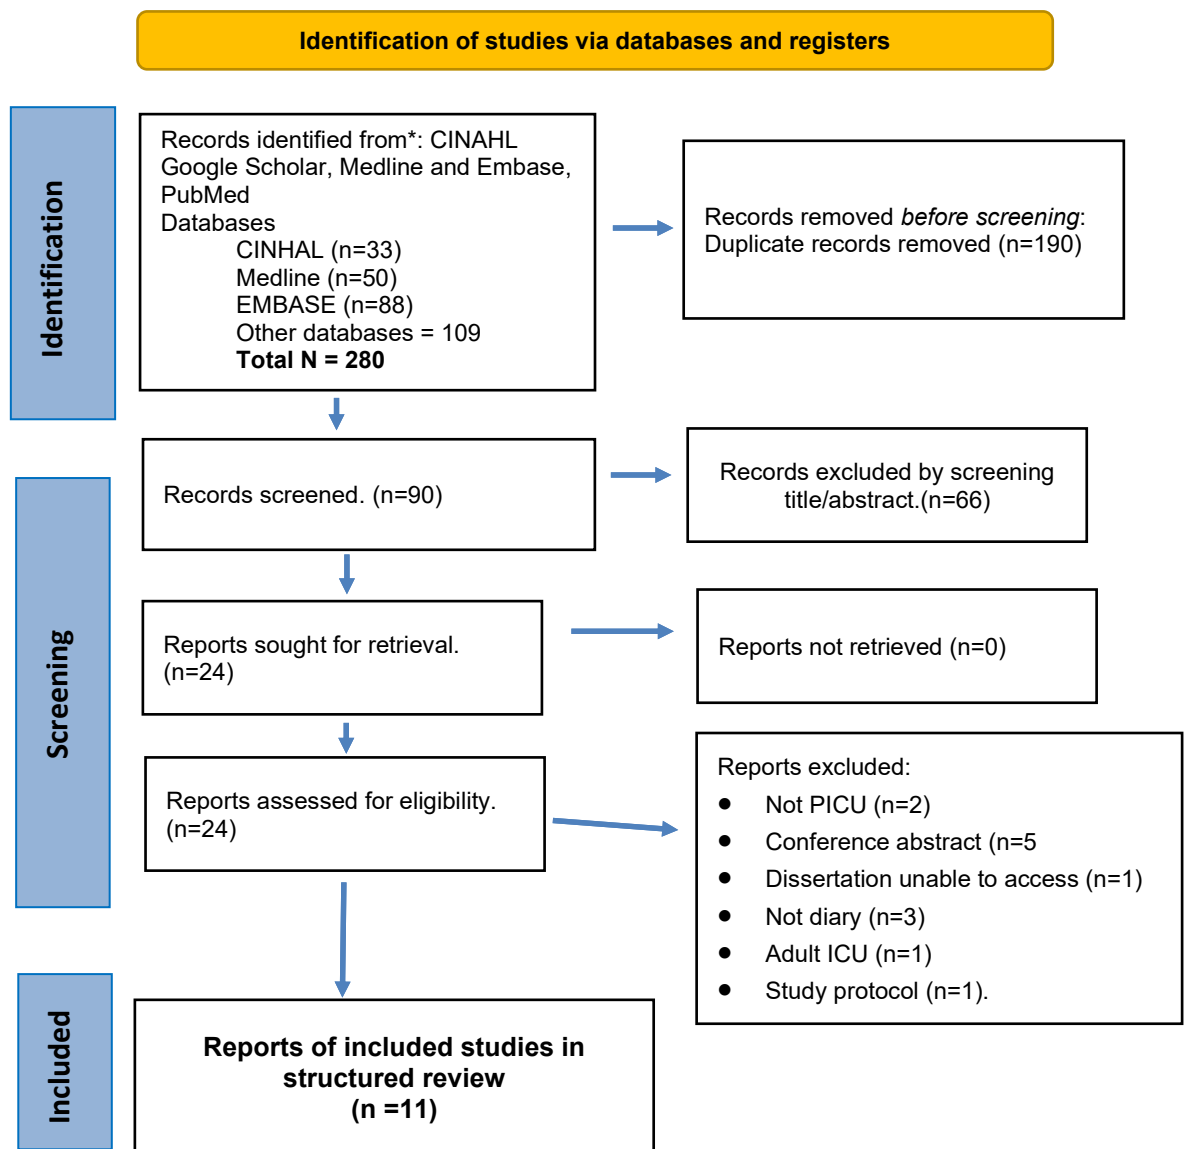 Identification of studies via databases and registers
Identification
Records identified from*: CINAHL
Google Scholar, Medline and Embase,
PubMed
Databases
CINHAL (n=33)
Medline (n=50)
EMBASE (n=88)
Other databases = 109
Total N = 280
Records removed before screening:
Duplicate records removed (n=190)
Screening
Records screened. (n=90)
Records excluded by screening
title/abstract.(n=66)
Reports sought for retrieval.
(n=24)
Reports not retrieved (n=0)
Reports assessed for eligibility.
(n=24)
Reports excluded:
● Not PICU (n=2)
● Conference abstract (n=5
● Dissertation unable to access (n=1)
● Not diary (n=3)
● Adult ICU (n=1)
● Study protocol (n=1).
Included
Reports of included studies in
structured review
(n =11)